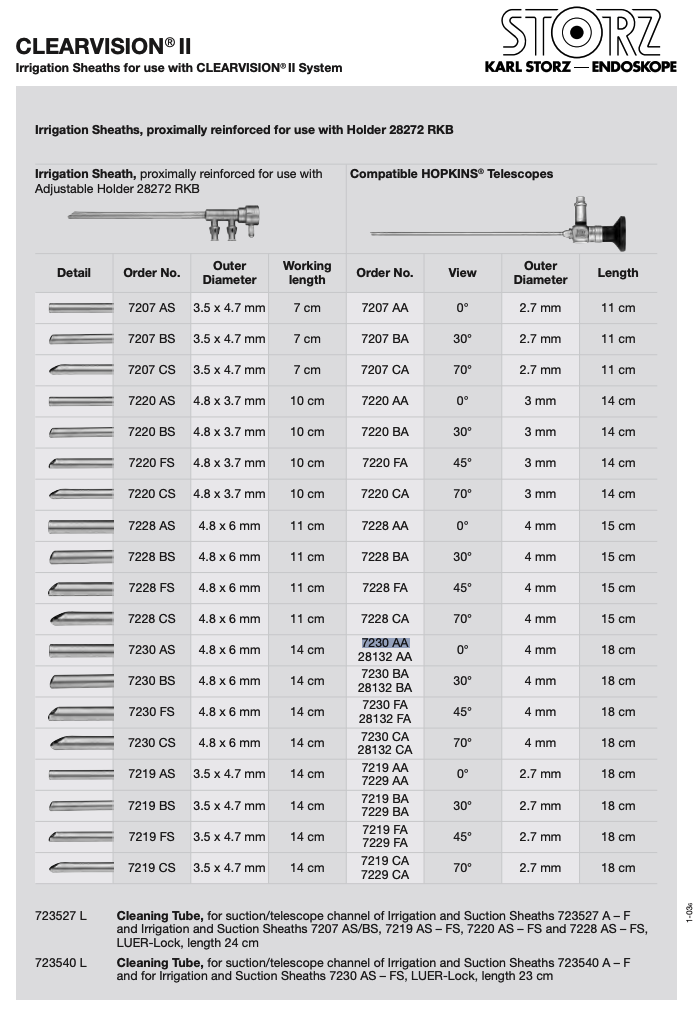 CLEARVISION® II
Irrigation Sheaths for use with CLEARVISION® II System
STORZ
KARL STORZ — ENDOSKOPE
Irrigation Sheaths, proximally reinforced for use with Holder 28272 RKB
Irrigation Sheath, proximally reinforced for use with
Adjustable Holder 28272 RKB
Compatible HOPKINS® Telescopes
Detail Order No. Outer Diameter Working length Order No. View Outer Diameter Length
7207 AS 3.5 x 4.7 mm 7 cm 7207 AA 0° 2.7 mm 11 cm
7207 BS 3.5 x 4.7 mm 7 cm 7207 BA 30° 2.7 mm 11 cm
7207 CS 3.5 x 4.7 mm 7 cm 7207 CA 70° 2.7 mm 11 cm
7220 AS 4.8 x 3.7 mm 10 cm 7220 AA 0° 3 mm 14 cm
7220 BS 4.8 x 3.7 mm 10 cm 7220 BA 30° 3 mm 14 cm
7220 FS 4.8 x 3.7 mm 10 cm 7220 FA 45° 3 mm 14 cm
7220 CS 4.8 x 3.7 mm 10 cm 7220 CA 70° 3 mm 14 cm
7228 AS 4.8 x 6 mm 11 cm 7228 AA 0° 4 mm 15 cm
7228 BS 4.8 x 6 mm 11 cm 7228 BA 30° 4 mm 15 cm
7228 FS 4.8 x 6 mm 11 cm 7228 FA 45° 4 mm 15 cm
7228 CS 4.8 x 6 mm 11 cm 7228 CA 70° 4 mm 15 cm
7230 AS 4.8 x 6 mm 14 cm 7230 AA 28132 AA 0° 4 mm 18 cm
7230 BS 4.8 x 6 mm 14 cm 7230 BA 28132 BA 30° 4 mm 18 cm
7230 FS 4.8 x 6 mm 14 cm 7230 FA 28132 FA 45° 4 mm 18 cm
7230 CS 4.8 x 6 mm 14 cm 7230 CA 28132 CA 70° 4 mm 18 cm
7219 AS 3.5 x 4.7 mm 14 cm 7219 AA 7229 AA 0° 2.7 mm 18 cm
7219 BS 3.5 x 4.7 mm 14 cm 7219 BA 7229 BA 30° 2.7 mm 18 cm
7219 FS 3.5 x 4.7 mm 14 cm 7219 FA 7229 FA 45° 2.7 mm 18 cm
7219 CS 3.5 x 4.7 mm 14 cm 7219 CA 7229 CA 70° 2.7 mm 18 cm
723527 L Cleaning Tube, for suction/telescope channel of Irrigation and Suction Sheaths 723527 A – F
and Irrigation and Suction Sheaths 7207 AS/BS, 7219 AS – FS, 7220 AS – FS and 7228 AS – FS,
LUER-Lock, length 24 cm
723540 L Cleaning Tube, for suction/telescope channel of Irrigation and Suction Sheaths 723540 A – F
and for Irrigation and Suction Sheaths 7230 AS – FS, LUER-Lock, length 23 cm